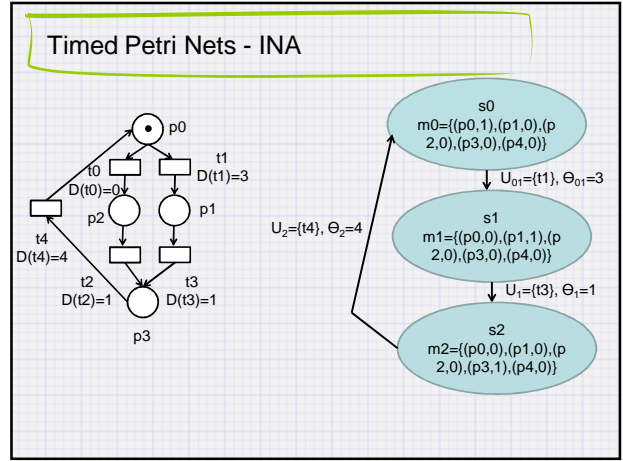 Timed Petri Nets - INA
p0
t0
D(t0)=0
t1
D(t1)=3
p2
p1
t4
D(t4)=4
t2
D(t2)=1
t3
D(t3)=1
p3
s0
m0={(p0,1),(p1,0),(p
2,0),(p3,0),(p4,0)}
U01={t1}, Θ01=3
s1
m1={(p0,0),(p1,1),(p
2,0),(p3,0),(p4,0)}
U2={t4}, Θ2=4
U1={t3}, Θ1=1
s2
m2={(p0,0),(p1,0),(p
2,0),(p3,1),(p4,0)}